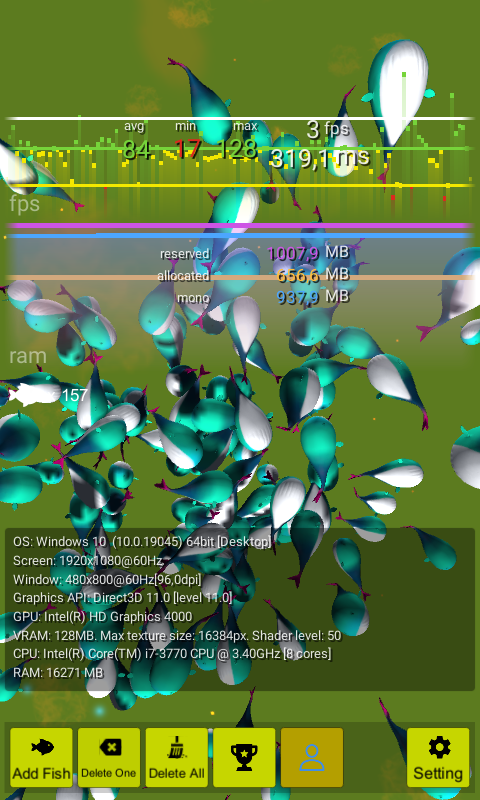 avg min max
84 17 128
3 fps
319,1 ms
fps
reserved 1007,9 MB
allocated 656,6 MB
mono 937,9 MB
ram
157
OS: Windows 10 (10.0.19045) 64bit [Desktop]
Screen: 1920x1080@60Hz
Window: 480x800@60Hz[96,0dpi]
Graphics API: Direct3D 11.0 [level 11.0]
GPU: Intel(R) HD Graphics 4000
VRAM: 128MB. Max texture size: 16384px. Shader level: 50
CPU: Intel(R) Core(TM) i7-3770 CPU @ 3.40GHz [8 cores]
RAM: 16271 MB
Add Fish
Delete One
Delete All
Setting